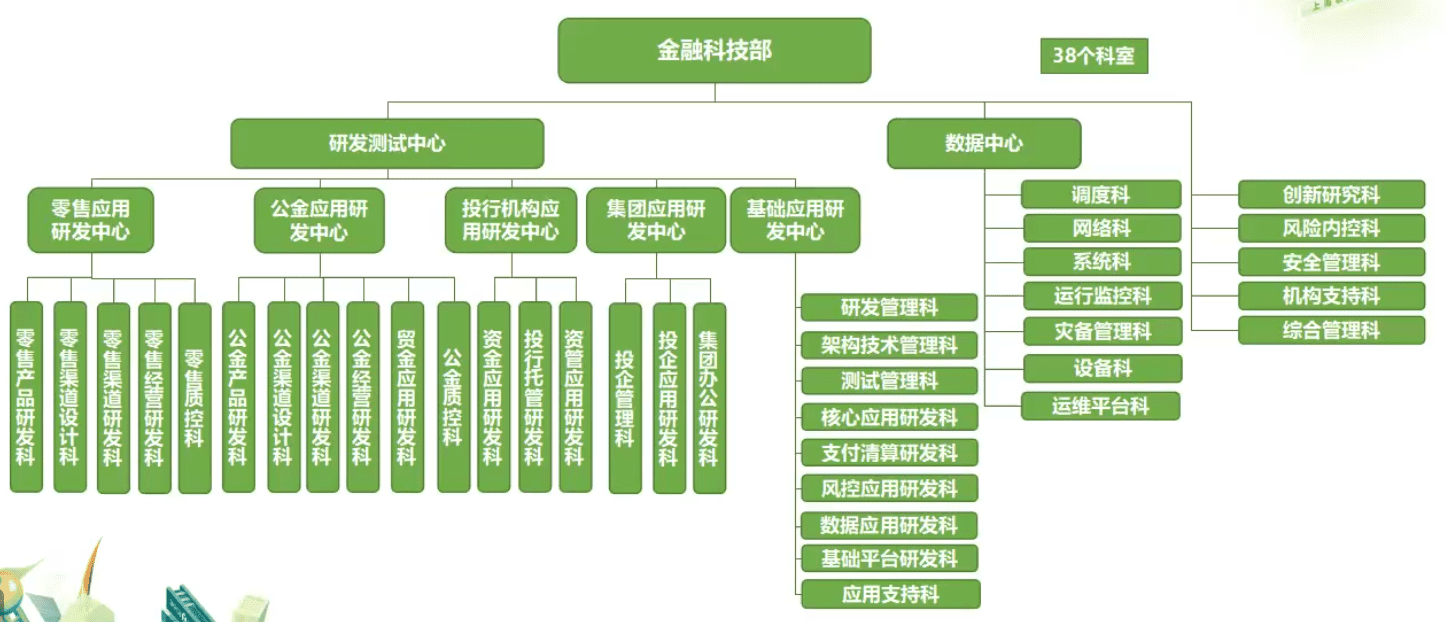 金融科技部
38个科室
研发测试中心
数据中心
零售应用
研发中心
公金应用研
发中心
投行机构应
用研发中心
集团应用研
发中心
基础应用研
发中心
零售产品研发科
零售渠道设计科
零售渠道研发科
零售经营研发科
零售质控科
公金产品研发科
公金渠道设计科
公金渠道研发科
公金经营研发科
贸金应用研发科
公金质控科
资金应用研发科
投行托管研发科
资管应用研发科
投企管理科
投企应用研发科
集团办公研发科
研发管理科
架构技术管理科
测试管理科
核心应用研发科
支付清算研发科
风控应用研发科
数据应用研发科
基础平台研发科
应用支持科
调度科
网络科
系统科
运行监控科
灾备管理科
设备科
运维平台科
创新研究科
风险内控科
安全管理科
机构支持科
综合管理科